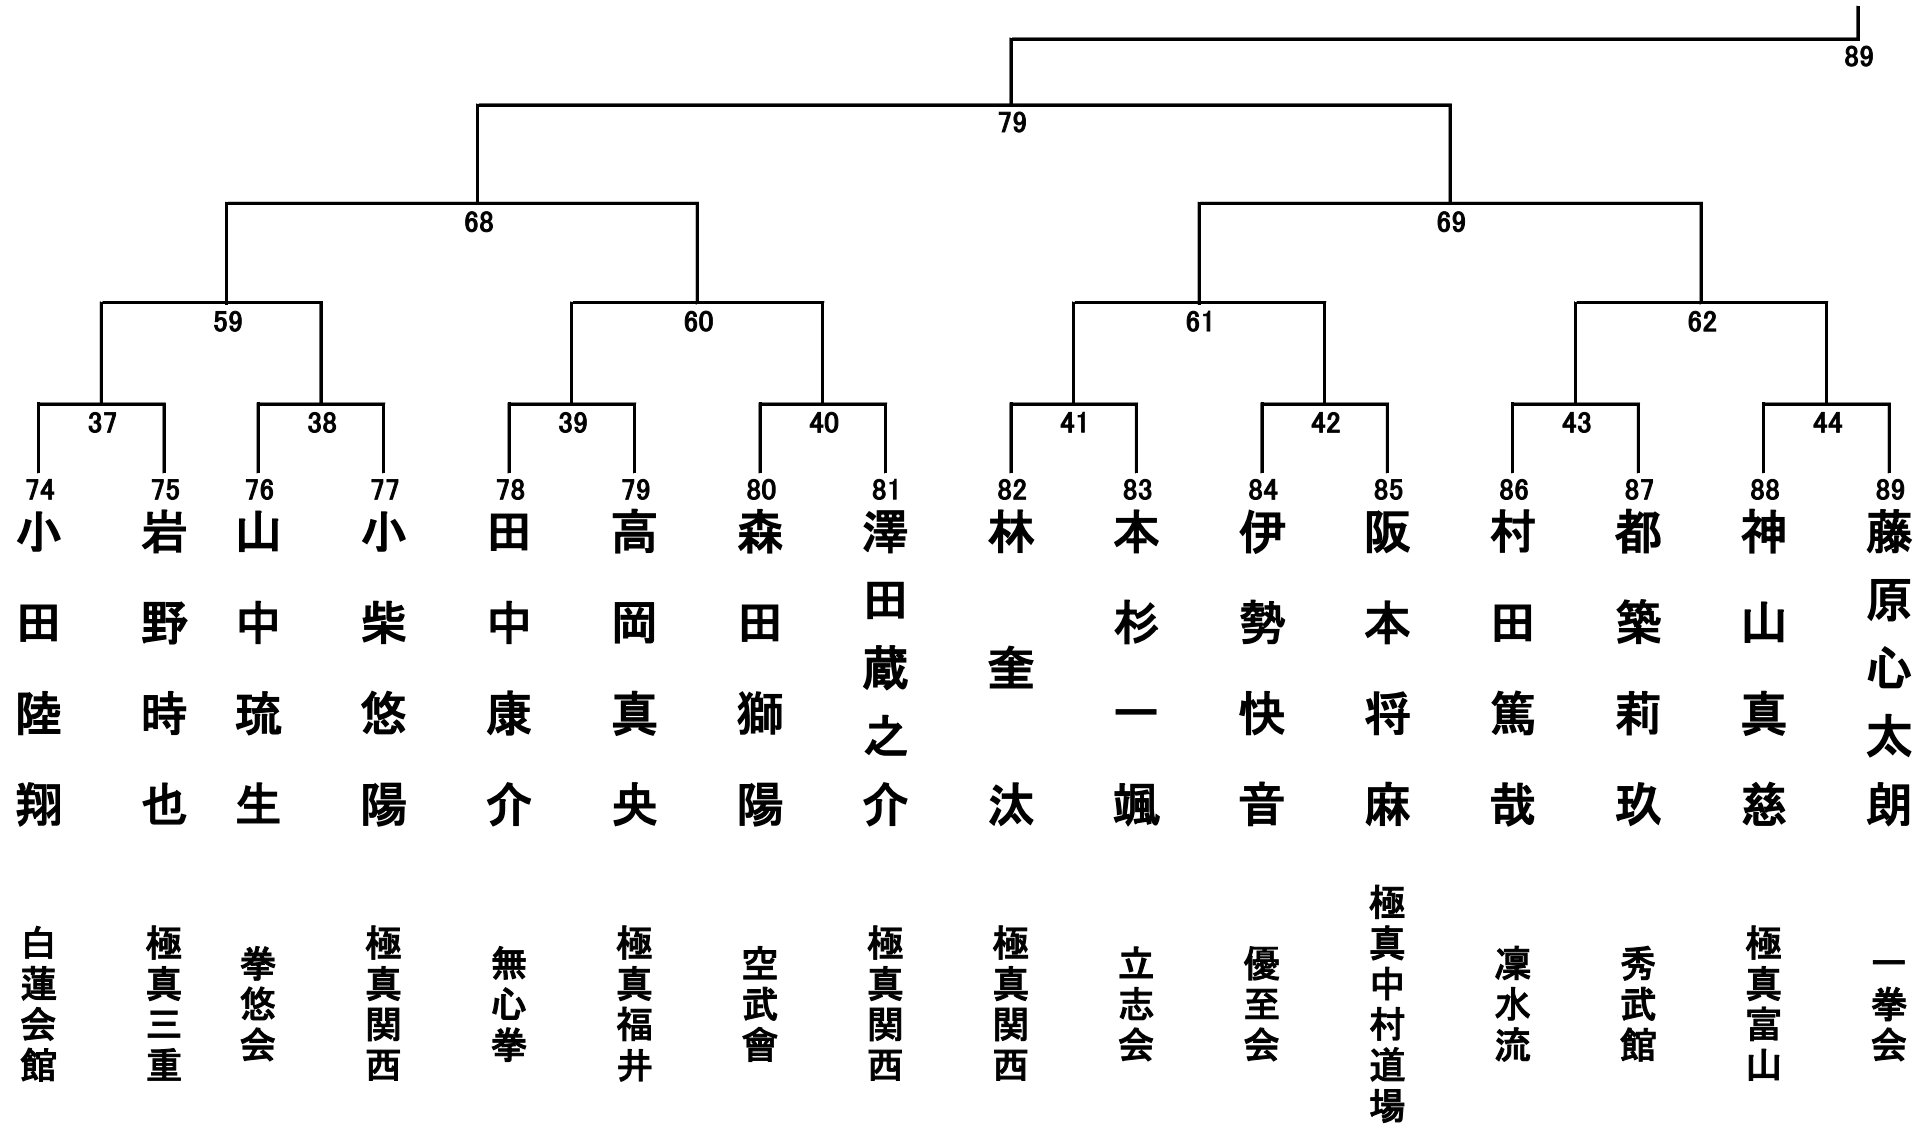 89
79
68
69
59
60
61
62
37
38
39
40
41
42
43
44
74
75
76
77
78
79
80
81
82
83
84
85
86
87
88
89
小田陸翔
岩野時也
山中琉生
小柴悠陽
田中康介
高岡真央
森田獅陽
澤田蔵之介
林奎汰
本杉一颯
伊勢快音
阪本将麻
村田篤哉
都築莉玖
神山真慈
藤原心太朗
白蓮会館
極真三重
拳悠会
極真関西
無心拳
極真福井
空武會
極真関西
極真関西
立志会
優至会
極真中村道場
凜水流
秀武館
極真富山
一拳会